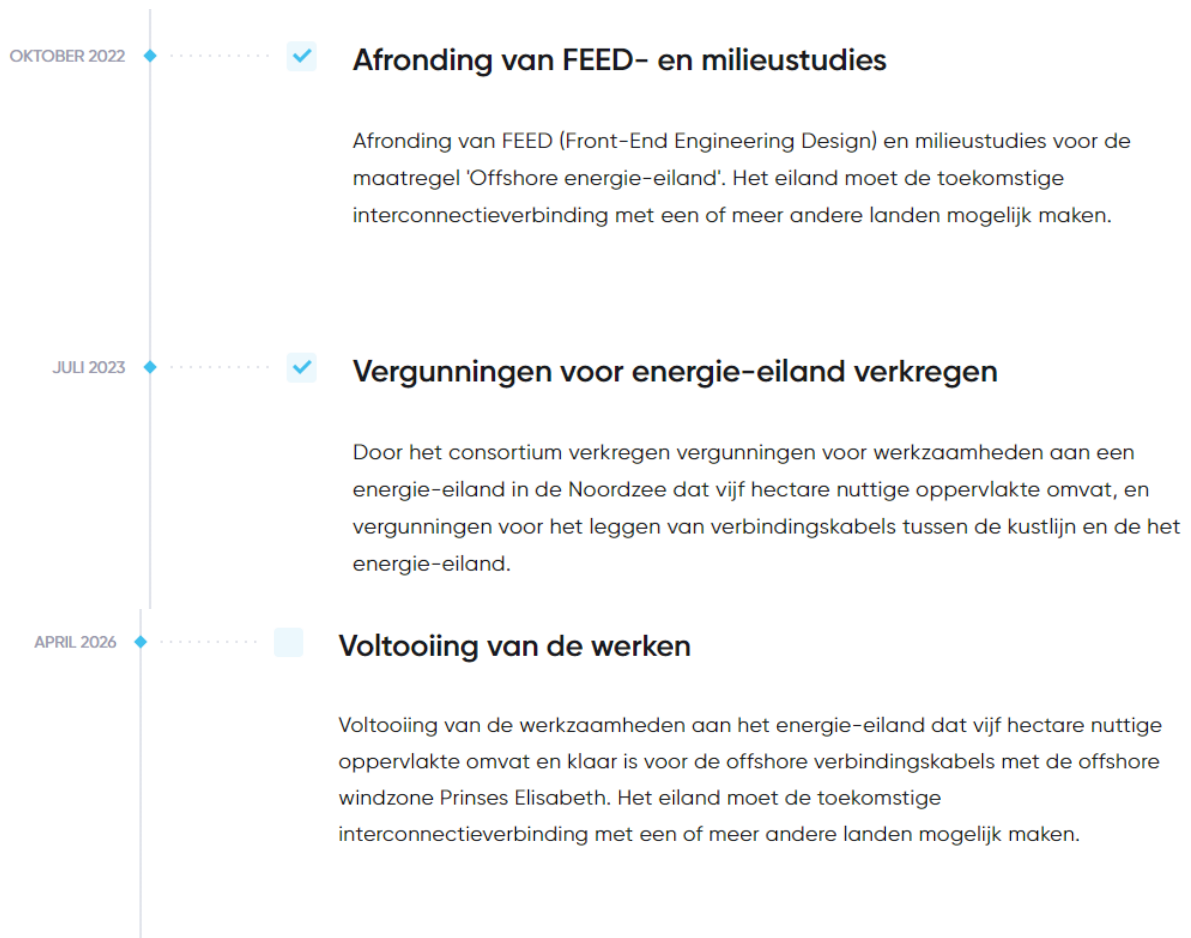 OKTOBER 2022
Afronding van FEED- en milieustudies
Afronding van FEED (Front-End Engineering Design) en milieustudies voor de
maatregel 'Offshore energie-eiland'. Het eiland moet de toekomstige
interconnectieverbinding met een of meer andere landen mogelijk maken.
JULI 2023
Vergunningen voor energie-eiland verkregen
Door het consortium verkregen vergunningen voor werkzaamheden aan een
energie-eiland in de Noordzee dat vijf hectare nuttige oppervlakte omvat, en
vergunningen voor het leggen van verbindingskabels tussen de kustlijn en de het
energie-eiland.
APRIL 2026
Voltooiing van de werken
Voltooiing van de werkzaamheden aan het energie-eiland dat vijf hectare nuttige
oppervlakte omvat en klaar is voor de offshore verbindingskabels met de offshore
windzone Prinses Elisabeth. Het eiland moet de toekomstige
interconnectieverbinding met een of meer andere landen mogelijk maken.